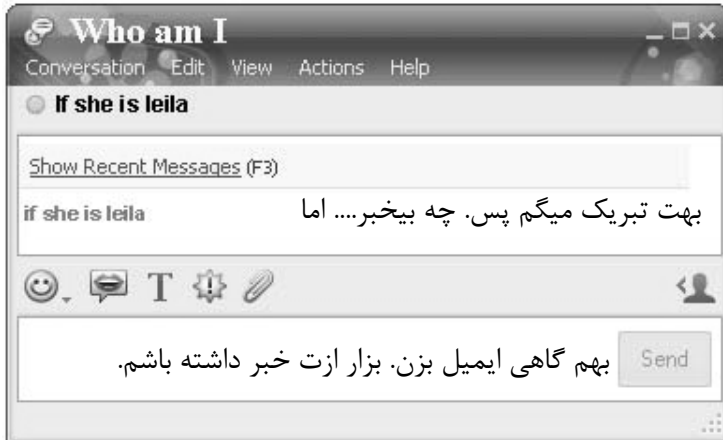 Who am I
Conversation Edit View Actions Help
If she is leila
Show Recent Messages (F3)
if she is leila بهت تبریک میگم پس. چه بیخبر.... اما
بهم گاهی ایمیل بزن. بزار ازت خبر داشته باشم. Send